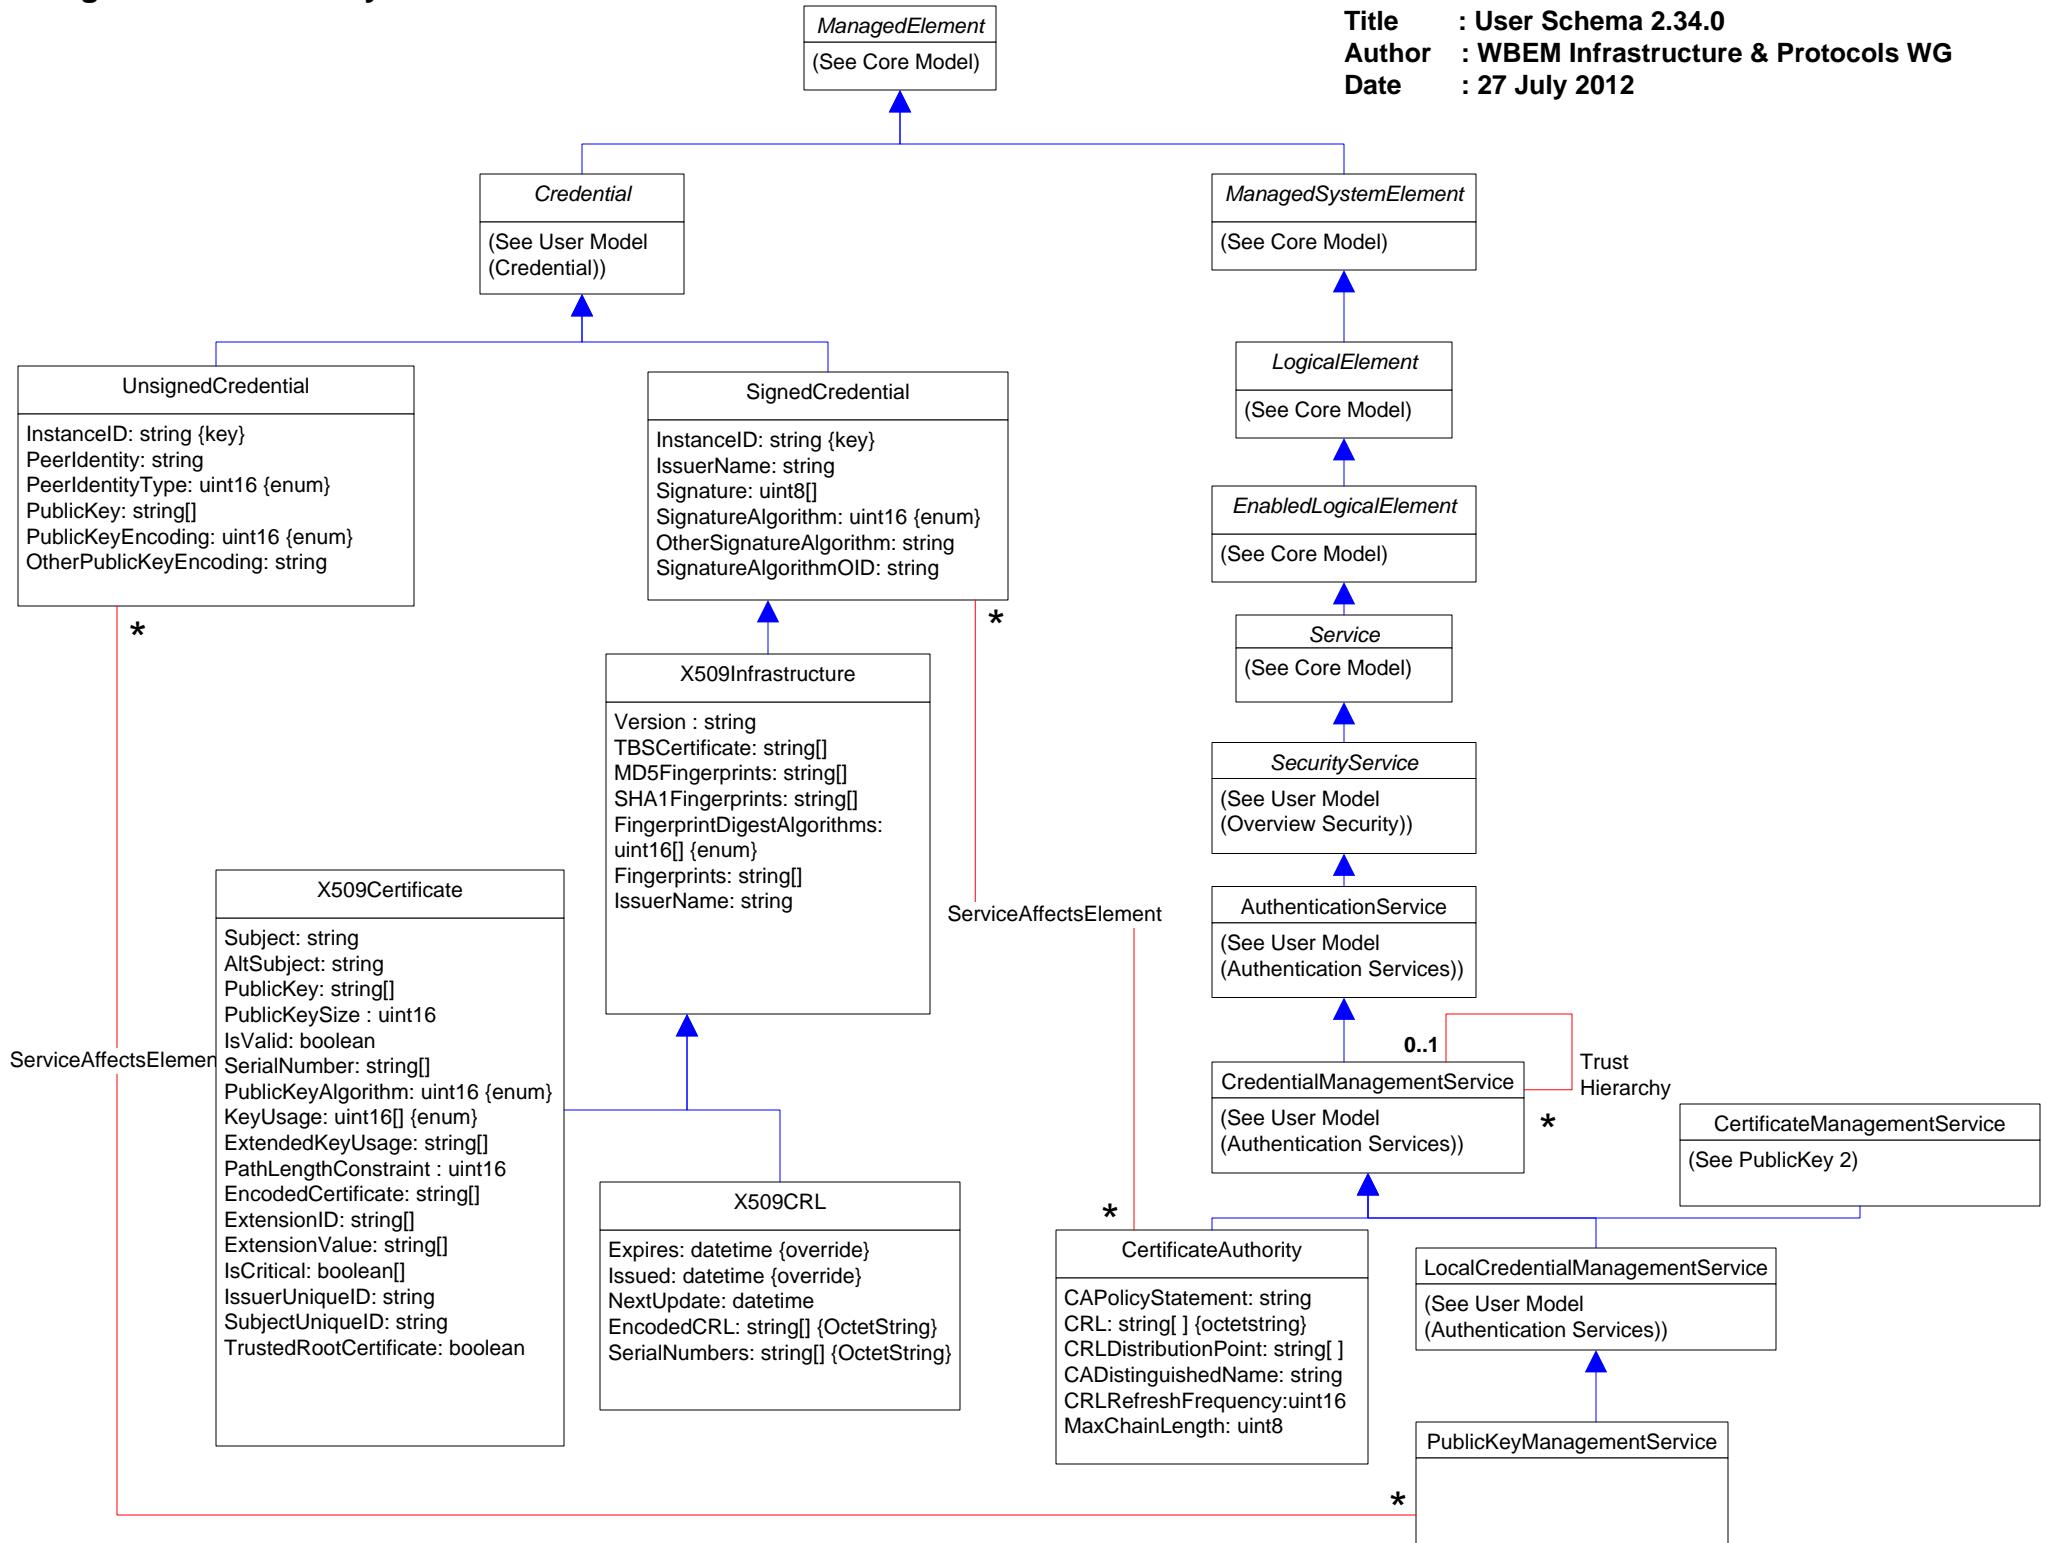 Title : User Schema 2.34.0
Author : WBEM Infrastructure & Protocols WG
Date : 27 July 2012
ManagedElement
(See Core Model)
Credential
(See User Model
(Credential))
ManagedSystemElement
(See Core Model)
LogicalElement
(See Core Model)
EnabledLogicalElement
(See Core Model)
Service
(See Core Model)
SecurityService
(See User Model
(Overview Security))
AuthenticationService
(See User Model
(Authentication Services))
UnsignedCredential
InstanceID: string {key}
PeerIdentity: string
PeerIdentityType: uint16 {enum}
PublicKey: string[]
PublicKeyEncoding: uint16 {enum}
OtherPublicKeyEncoding: string
*
SignedCredential
InstanceID: string {key}
IssuerName: string
Signature: uint8[]
SignatureAlgorithm: uint16 {enum}
OtherSignatureAlgorithm: string
SignatureAlgorithmOID: string
*
X509Infrastructure
Version : string
TBSCertificate: string[]
MD5Fingerprints: string[]
SHA1Fingerprints: string[]
FingerprintDigestAlgorithms:
uint16[] {enum}
Fingerprints: string[]
IssuerName: string
ServiceAffectsElement
ServiceAffectsElemen
X509Certificate
Subject: string
AltSubject: string
PublicKey: string[]
PublicKeySize : uint16
IsValid: boolean
SerialNumber: string[]
PublicKeyAlgorithm: uint16 {enum}
KeyUsage: uint16[] {enum}
ExtendedKeyUsage: string[]
PathLengthConstraint : uint16
EncodedCertificate: string[]
ExtensionID: string[]
ExtensionValue: string[]
IsCritical: boolean[]
IssuerUniqueID: string
SubjectUniqueID: string
TrustedRootCertificate: boolean
X509CRL
Expires: datetime {override}
Issued: datetime {override}
NextUpdate: datetime
EncodedCRL: string[] {OctetString}
SerialNumbers: string[] {OctetString}
0..1
Trust
Hierarchy
CredentialManagementService
(See User Model
(Authentication Services))
*
CertificateManagementService
(See PublicKey 2)
*
CertificateAuthority
CAPolicyStatement: string
CRL: string[ ] {octetstring}
CRLDistributionPoint: string[ ]
CADistinguishedName: string
CRLRefreshFrequency:uint16
MaxChainLength: uint8
LocalCredentialManagementService
(See User Model
(Authentication Services))
PublicKeyManagementService
*